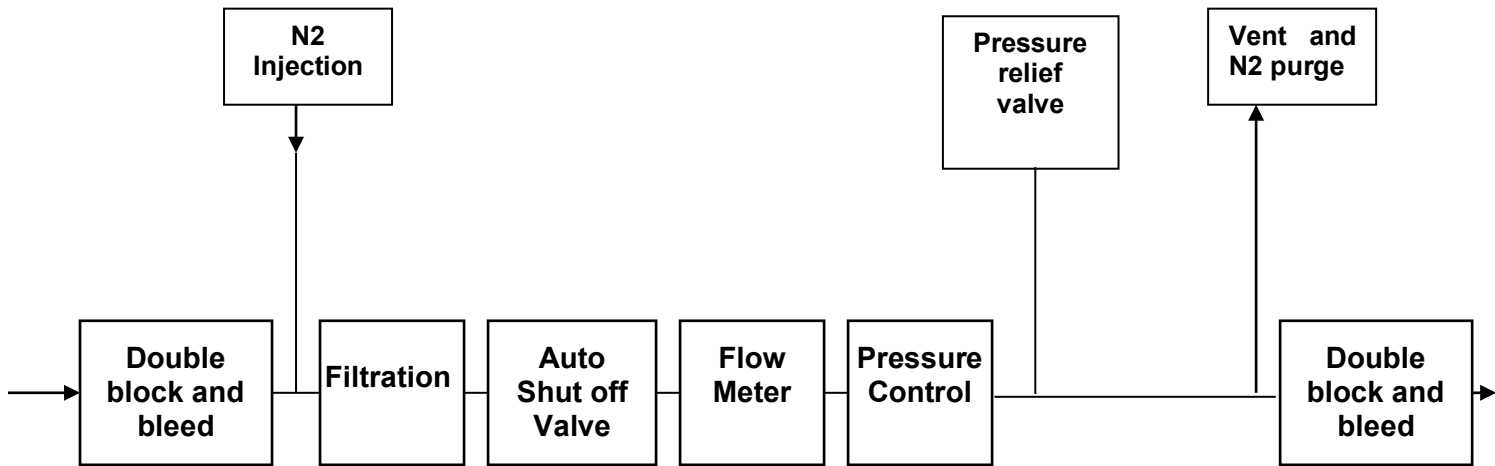 N2
Injection
Pressure
relief
valve
Vent and
N2 purge
Double
block and
bleed
Filtration
Auto
Shut off
Valve
Flow
Meter
Pressure
Control
Double
block and
bleed